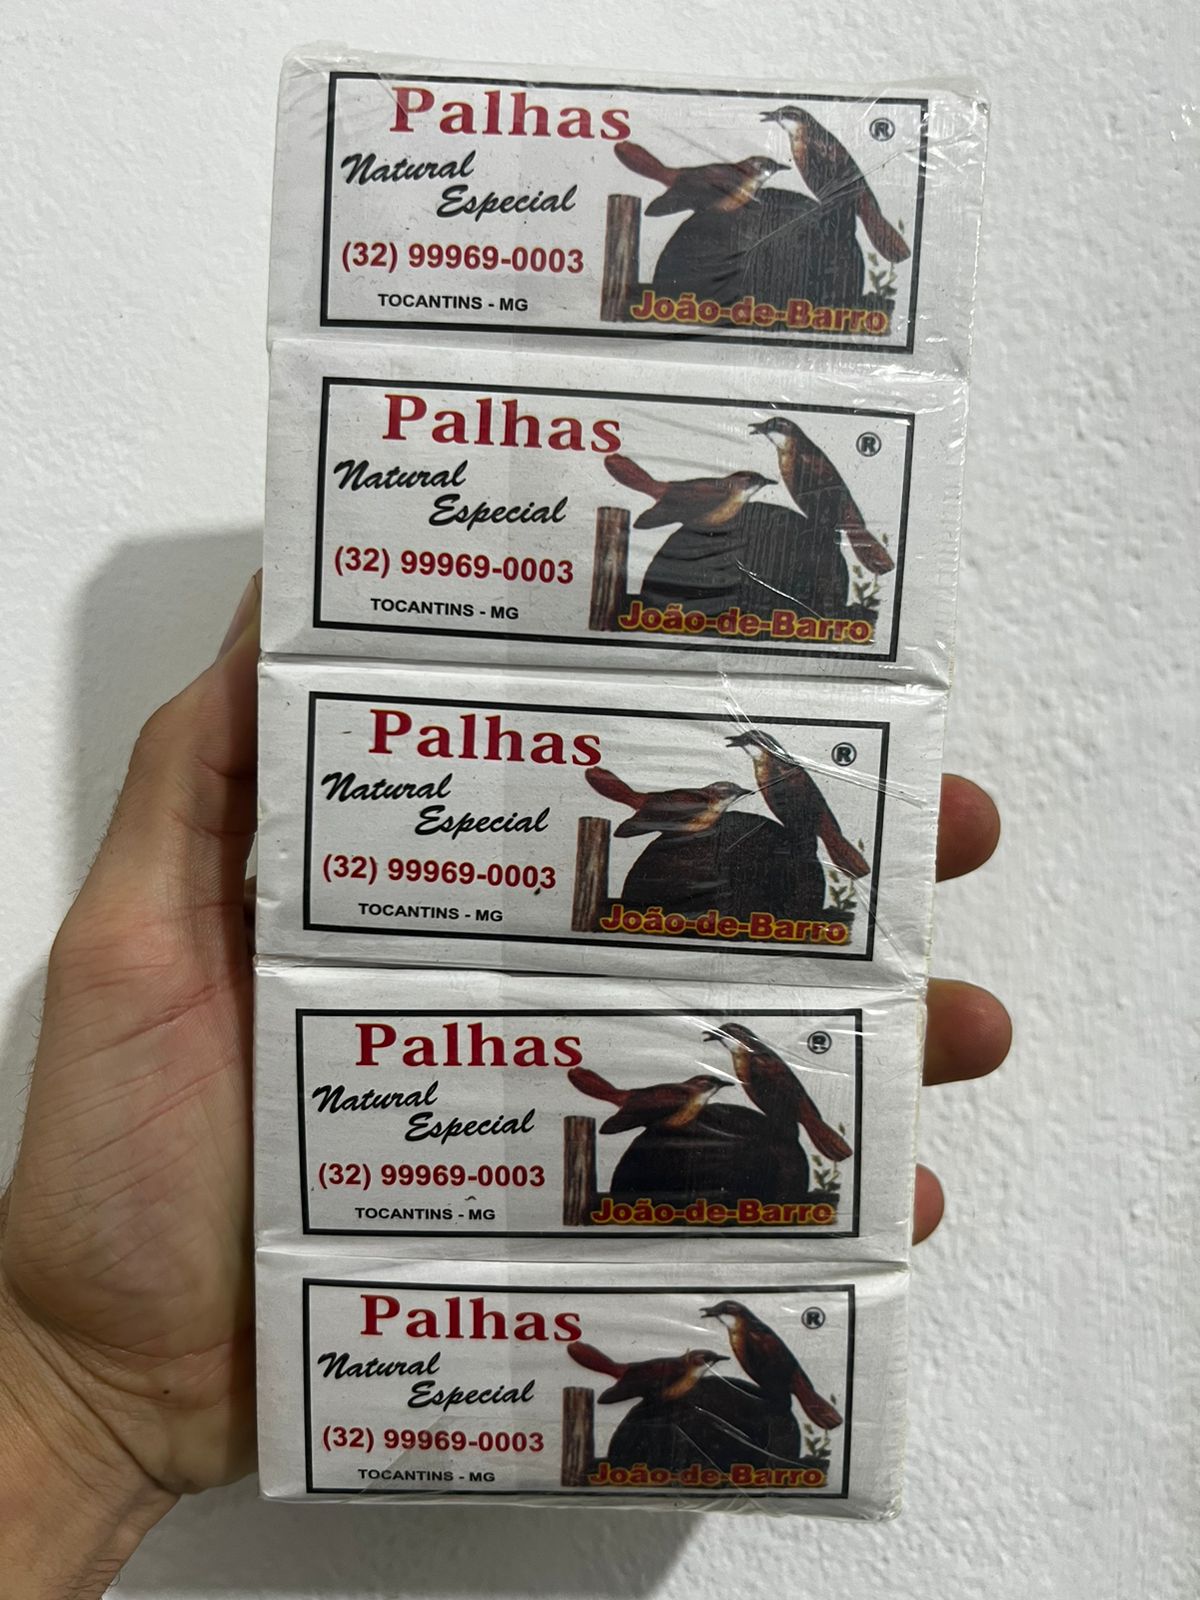 Palhas
®
Natural
Especial
(32) 99969-0003
TOCANTINS - MG
João-de-Barro
Palhas
®
Natural
Especial
(32) 99969-0003
TOCANTINS - MG
João-de-Barro
Palhas
®
Natural
Especial
(32) 99969-0003
TOCANTINS - MG
João-de-Barro
Palhas
®
Natural
Especial
(32) 99969-0003
TOCANTINS - MG
João-de-Barro
Palhas
®
Natural
Especial
(32) 99969-0003
TOCANTINS - MG
João-de-Barro